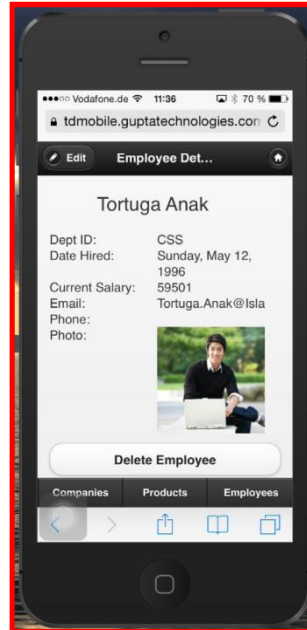 Vodafone.de 11:36 70 %
tdmobile.guptatechnologies.com
Edit Employee Det...
Tortuga Anak
Dept ID: CSS
Date Hired: Sunday, May 12,
1996
Current Salary: 59501
Email: Tortuga.Anak@Isla
Phone:
Photo:
Delete Employee
Companies Products Employees